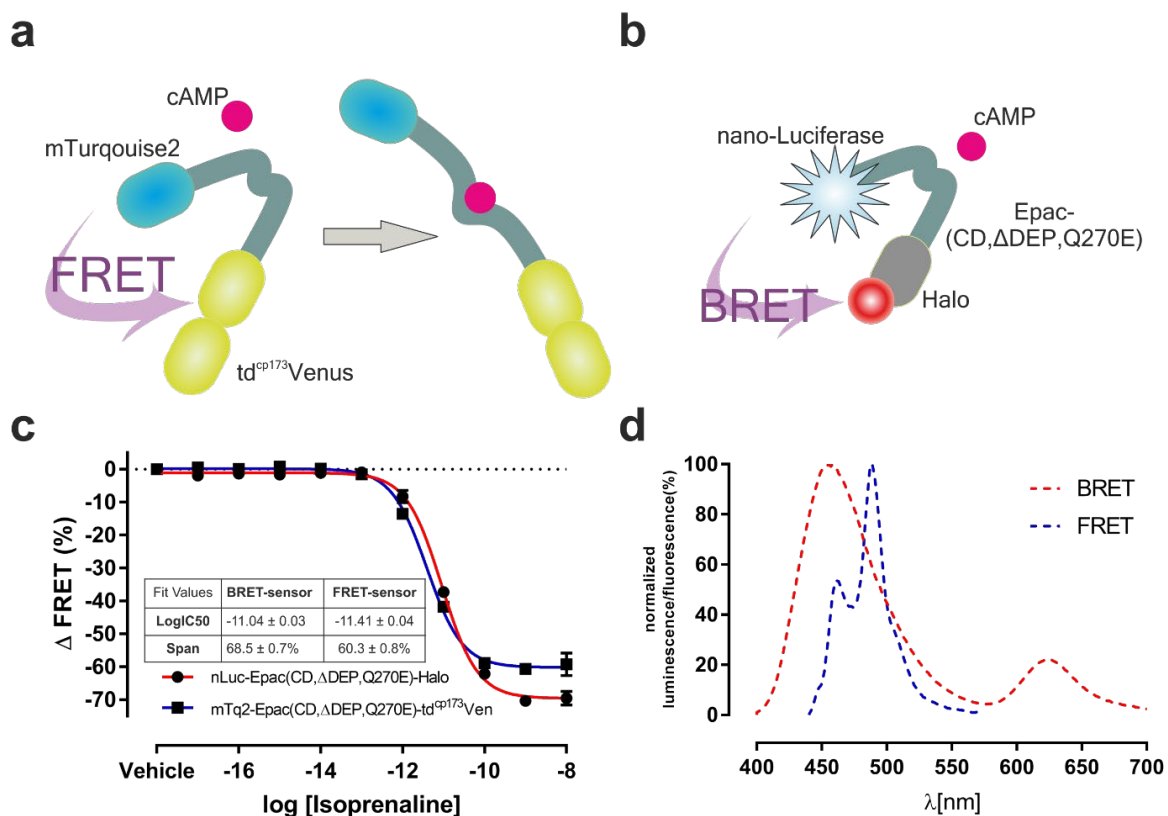 a
cAMP
mTurqouise2
FRET
td^cp173Venus
b
nano-Luciferase
cAMP
Epac-
(CD,ΔDEP,Q270E)
BRET
Halo
c
0
-10
-20
-30
-40
-50
-60
-70
Δ FRET (%)
Fit Values BRET-sensor FRET-sensor
LogIC50 -11.04 ± 0.03 -11.41 ± 0.04
Span 68.5 ± 0.7% 60.3 ± 0.8%
nLuc-Epac(CD,ΔDEP,Q270E)-Halo
mTq2-Epac(CD,ΔDEP,Q270E)-td^cp173Ven
Vehicle -16 -14 -12 -10 -8
log [Isoprenaline]
d
normalized
luminescence/fluorescence(%)
100
80
60
40
20
0
BRET
FRET
400 450 500 550 600 650 700
λ[nm]